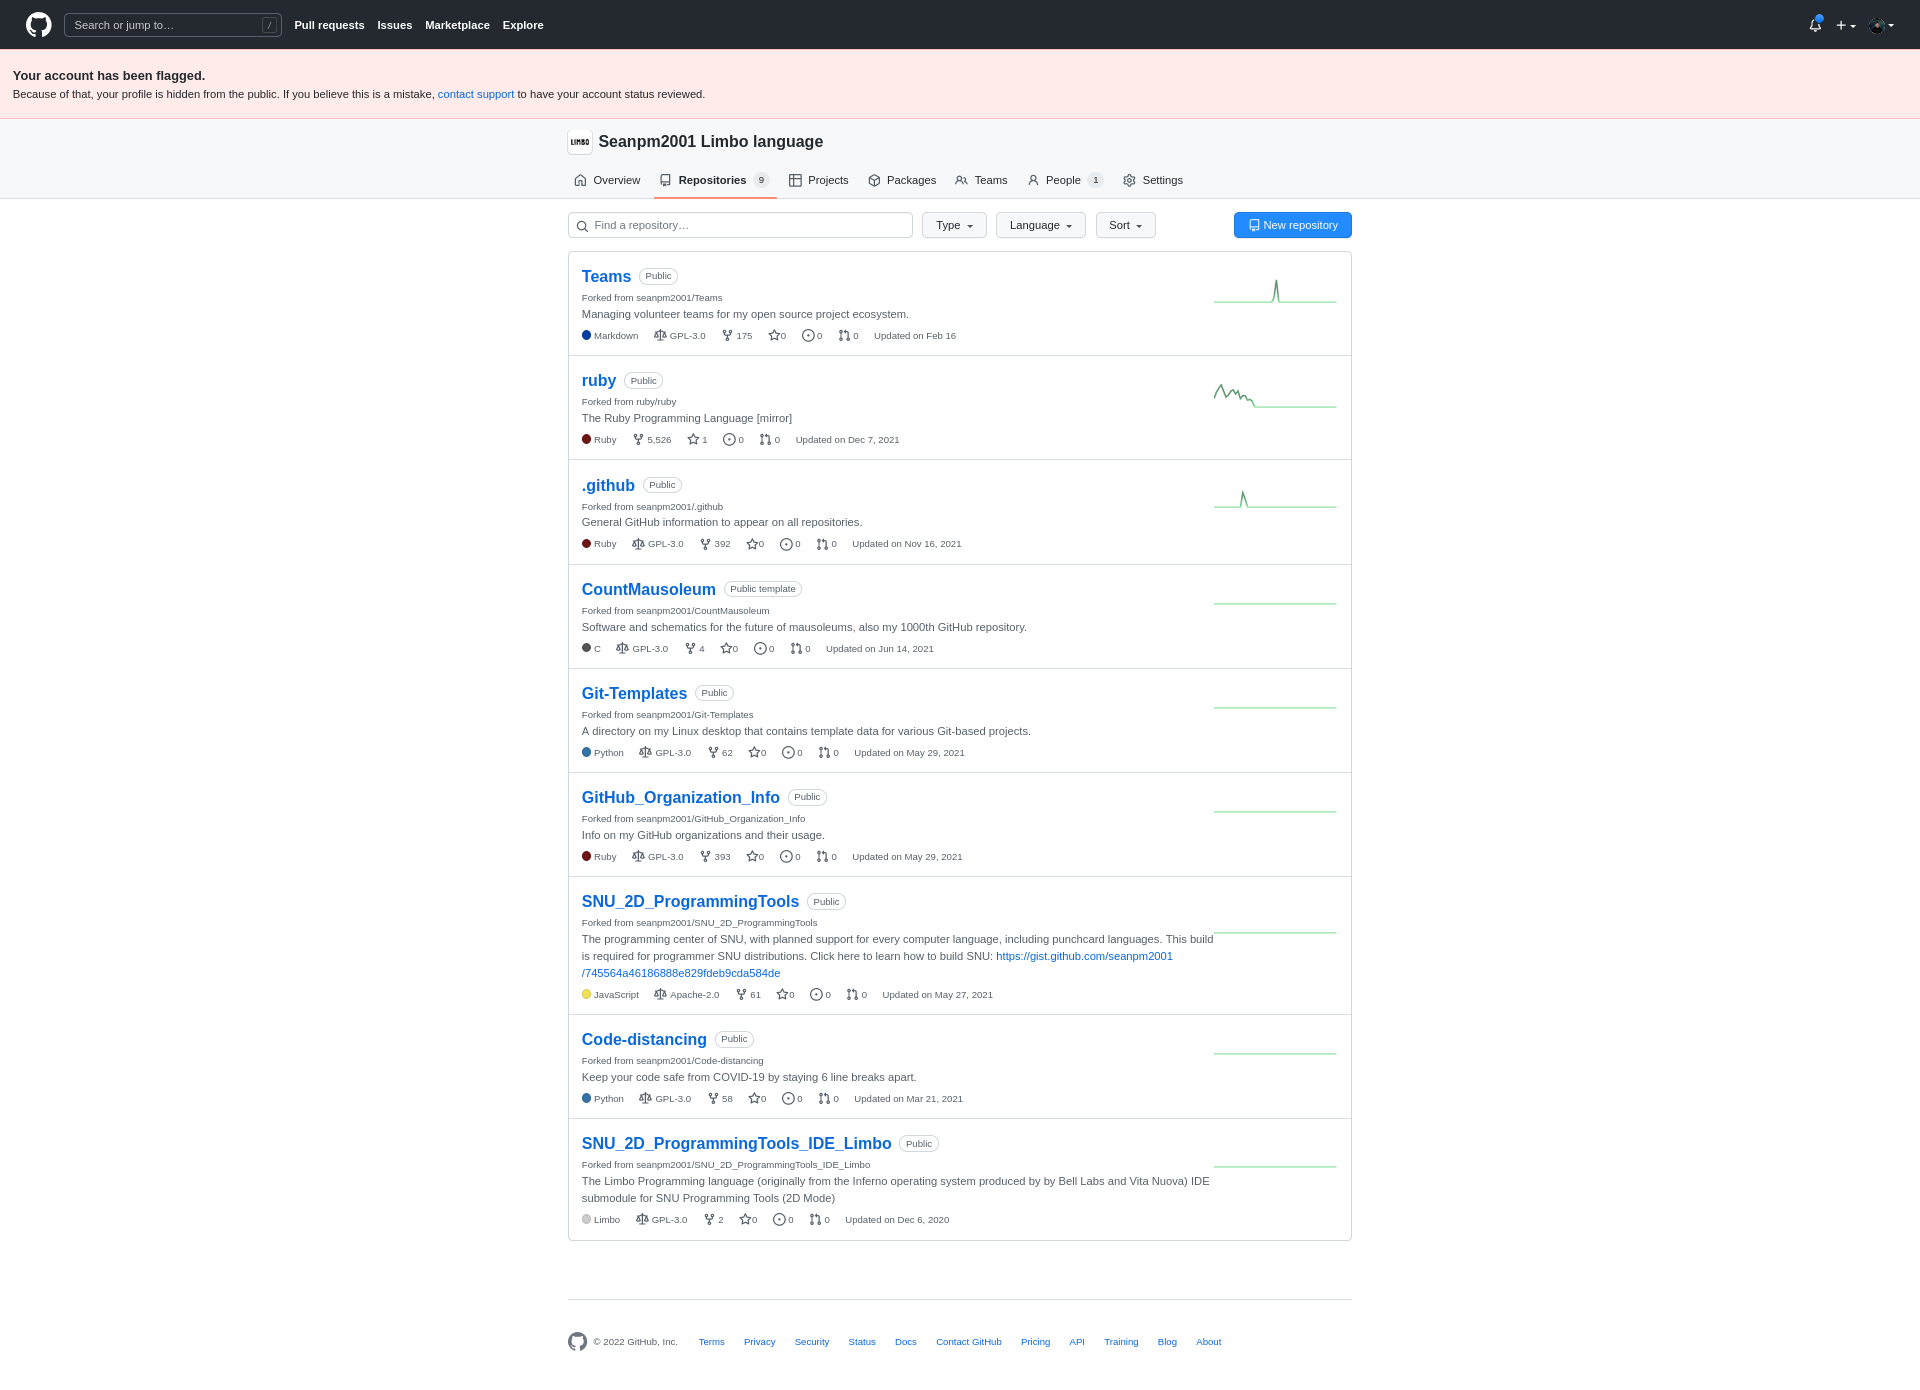 Search or jump to… /
Pull requests Issues Marketplace Explore
Your account has been flagged.
Because of that, your profile is hidden from the public. If you believe this is a mistake, contact support to have your account status reviewed.
LIMBO Seanpm2001 Limbo language
Overview Repositories 9 Projects Packages Teams People 1 Settings
Find a repository… Type Language Sort New repository
Teams Public
Forked from seanpm2001/Teams
Managing volunteer teams for my open source project ecosystem.
Markdown GPL-3.0 175 0 0 0 Updated on Feb 16
ruby Public
Forked from ruby/ruby
The Ruby Programming Language [mirror]
Ruby 5,526 1 0 0 Updated on Dec 7, 2021
.github Public
Forked from seanpm2001/.github
General GitHub information to appear on all repositories.
Ruby GPL-3.0 392 0 0 0 Updated on Nov 16, 2021
CountMausoleum Public template
Forked from seanpm2001/CountMausoleum
Software and schematics for the future of mausoleums, also my 1000th GitHub repository.
C GPL-3.0 4 0 0 0 Updated on Jun 14, 2021
Git-Templates Public
Forked from seanpm2001/Git-Templates
A directory on my Linux desktop that contains template data for various Git-based projects.
Python GPL-3.0 62 0 0 0 Updated on May 29, 2021
GitHub_Organization_Info Public
Forked from seanpm2001/GitHub_Organization_Info
Info on my GitHub organizations and their usage.
Ruby GPL-3.0 393 0 0 0 Updated on May 29, 2021
SNU_2D_ProgrammingTools Public
Forked from seanpm2001/SNU_2D_ProgrammingTools
The programming center of SNU, with planned support for every computer language, including punchcard languages. This build
is required for programmer SNU distributions. Click here to learn how to build SNU: https://gist.github.com/seanpm2001
/745564a46186888e829fdeb9cda584de
JavaScript Apache-2.0 61 0 0 0 Updated on May 27, 2021
Code-distancing Public
Forked from seanpm2001/Code-distancing
Keep your code safe from COVID-19 by staying 6 line breaks apart.
Python GPL-3.0 58 0 0 0 Updated on Mar 21, 2021
SNU_2D_ProgrammingTools_IDE_Limbo Public
Forked from seanpm2001/SNU_2D_ProgrammingTools_IDE_Limbo
The Limbo Programming language (originally from the Inferno operating system produced by by Bell Labs and Vita Nuova) IDE
submodule for SNU Programming Tools (2D Mode)
Limbo GPL-3.0 2 0 0 0 Updated on Dec 6, 2020
© 2022 GitHub, Inc. Terms Privacy Security Status Docs Contact GitHub Pricing API Training Blog About